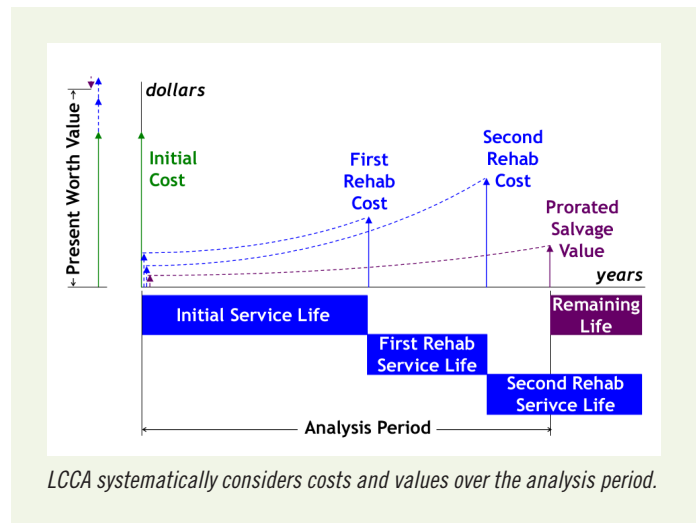 dollars
Present Worth Value
Initial
Cost
First
Rehab
Cost
Second
Rehab
Cost
Prorated
Salvage
Value
years
Initial Service Life
Remaining
Life
First Rehab
Service Life
Second Rehab
Serivce Life
Analysis Period
LCCA systematically considers costs and values over the analysis period.